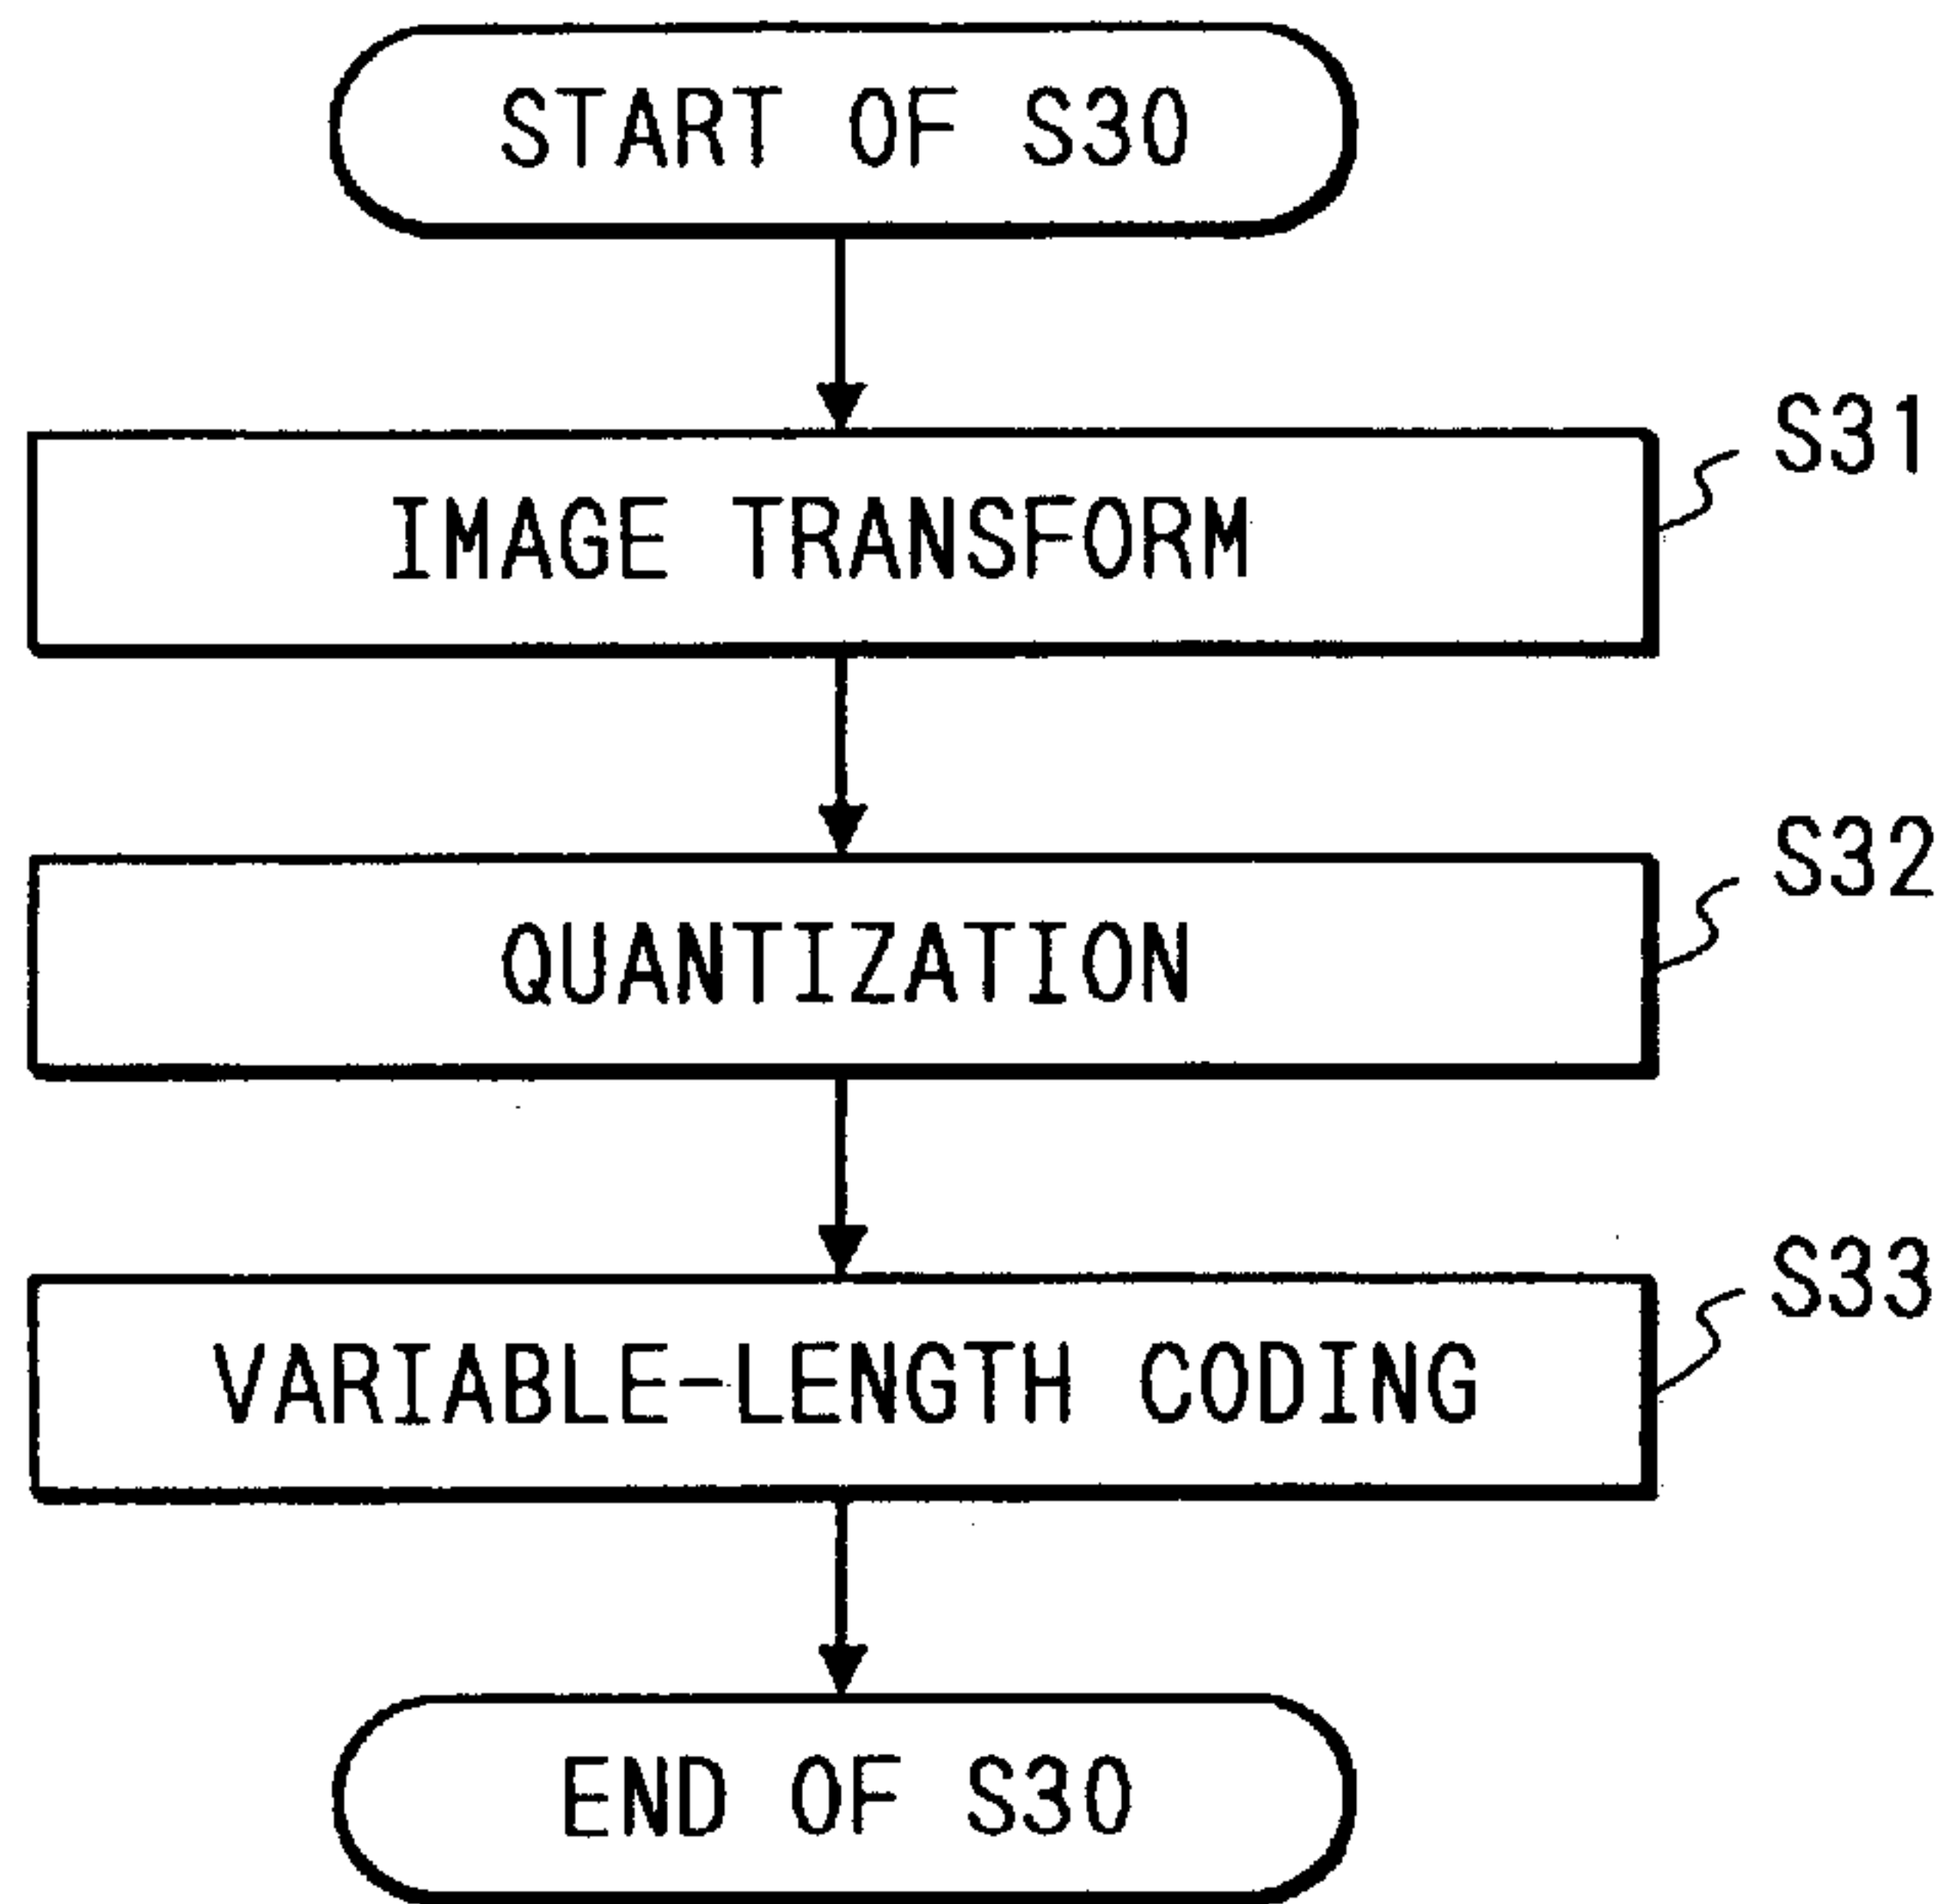 START OF S30
S31
IMAGE TRANSFORM
S32
QUANTIZATION
S33
VARIABLE-LENGTH CODING
END OF S30